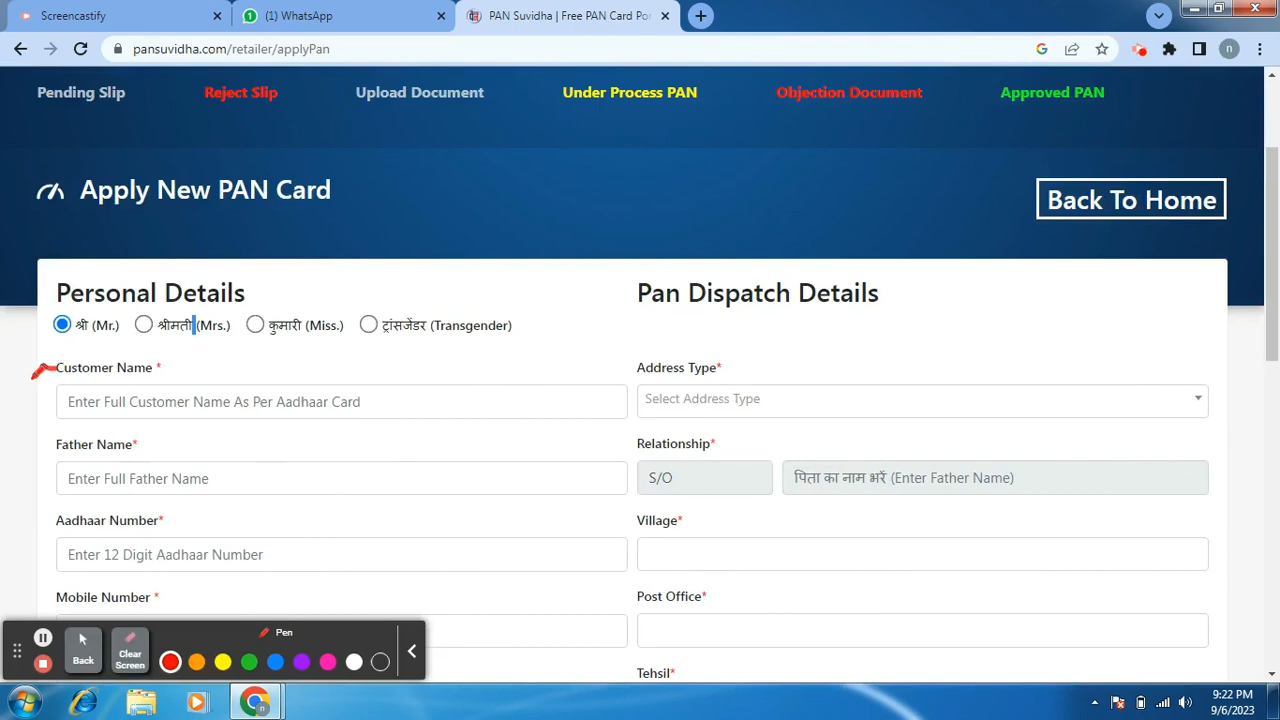 Screencastify
(1) WhatsApp
PAN Suvidha | Free PAN Card Por
pansuvidha.com/retailer/applyPan
n
Pending Slip
Reject Slip
Upload Document
Under Process PAN
Objection Document
Approved PAN
Apply New PAN Card
Back To Home
Personal Details
श्री (Mr.) श्रीमती (Mrs.) कुमारी (Miss.) ट्रांसजेंडर (Transgender)
Customer Name *
Enter Full Customer Name As Per Aadhaar Card
Father Name*
Enter Full Father Name
Aadhaar Number*
Enter 12 Digit Aadhaar Number
Mobile Number *
Pan Dispatch Details
Address Type*
Select Address Type
Relationship*
S/O
पिता का नाम भरें (Enter Father Name)
Village*
Post Office*
Tehsil*
Back
Clear
Screen
Pen
9:22 PM
9/6/2023